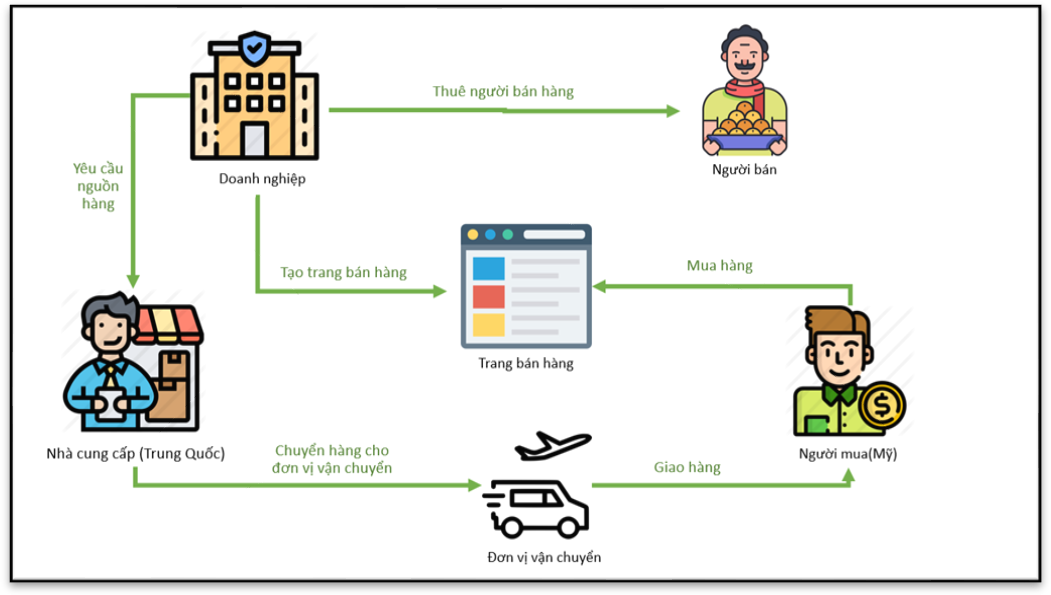 Thuê người bán hàng
Người bán
Doanh nghiệp
Yêu cầu
nguồn
hàng
Tạo trang bán hàng
Mua hàng
Trang bán hàng
Nhà cung cấp (Trung Quốc)
Chuyển hàng cho
đơn vị vận chuyển
Giao hàng
Người mua(Mỹ)
Đơn vị vận chuyển